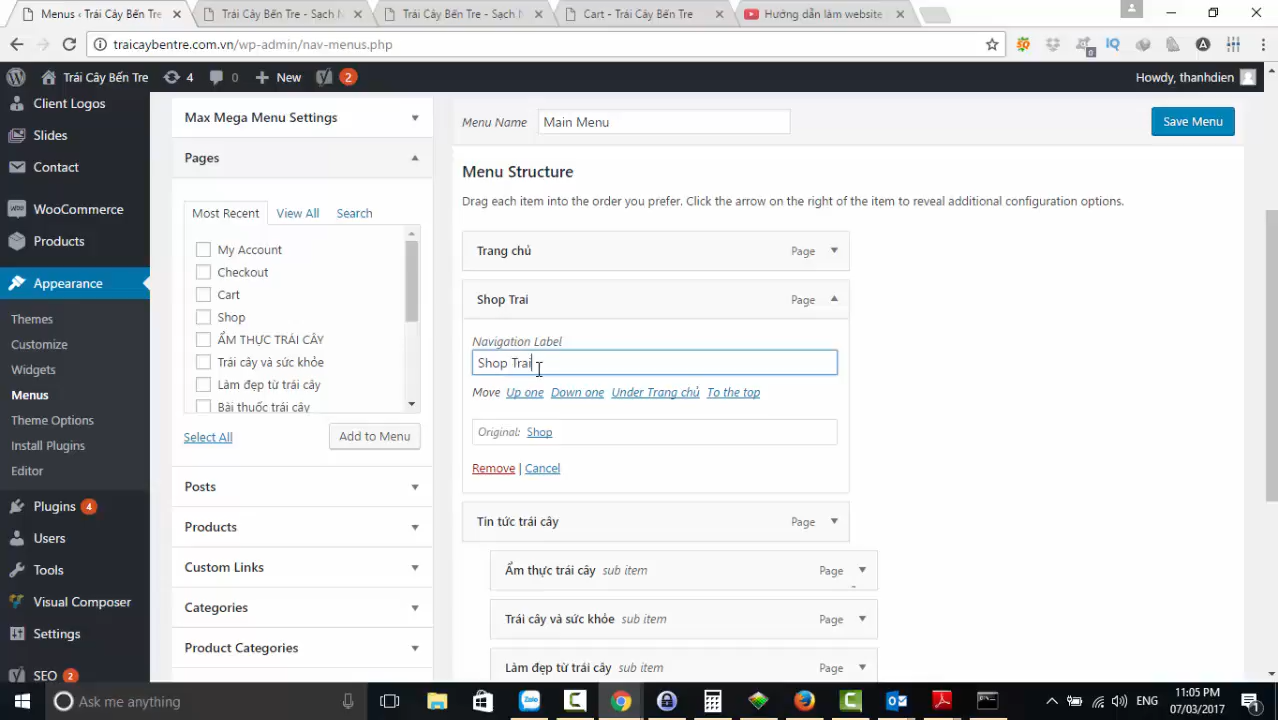 Menus ‹ Trái Cây Bến Tre
Trái Cây Bến Tre - Sạch N
Trái Cây Bến Tre - Sạch N
Cart - Trái Cây Bến Tre
Hướng dẫn làm website
traicaybentre.com.vn/wp-admin/nav-menus.php
Trái Cây Bến Tre
4
0
New
2
Howdy, thanhdien
Client Logos
Slides
Contact
WooCommerce
Products
Appearance
Themes
Customize
Widgets
Menus
Theme Options
Install Plugins
Editor
Plugins 4
Users
Tools
Visual Composer
Settings
SEO 2
Max Mega Menu Settings
Pages
Most Recent View All Search
My Account
Checkout
Cart
Shop
ẨM THỰC TRÁI CÂY
Trái cây và sức khỏe
Làm đẹp từ trái cây
Bài thuốc trái cây
Select All
Add to Menu
Posts
Products
Custom Links
Categories
Product Categories
Menu Name Main Menu
Save Menu
Menu Structure
Drag each item into the order you prefer. Click the arrow on the right of the item to reveal additional configuration options.
Trang chủ Page
Shop Trai Page
Navigation Label
Shop Trai
Move Up one Down one Under Trang chủ To the top
Original: Shop
Remove | Cancel
Tin tức trái cây Page
Ẩm thực trái cây sub item Page
Trái cây và sức khỏe sub item Page
Làm đẹp từ trái cây sub item Page
Ask me anything
ENG
11:05 PM
07/03/2017